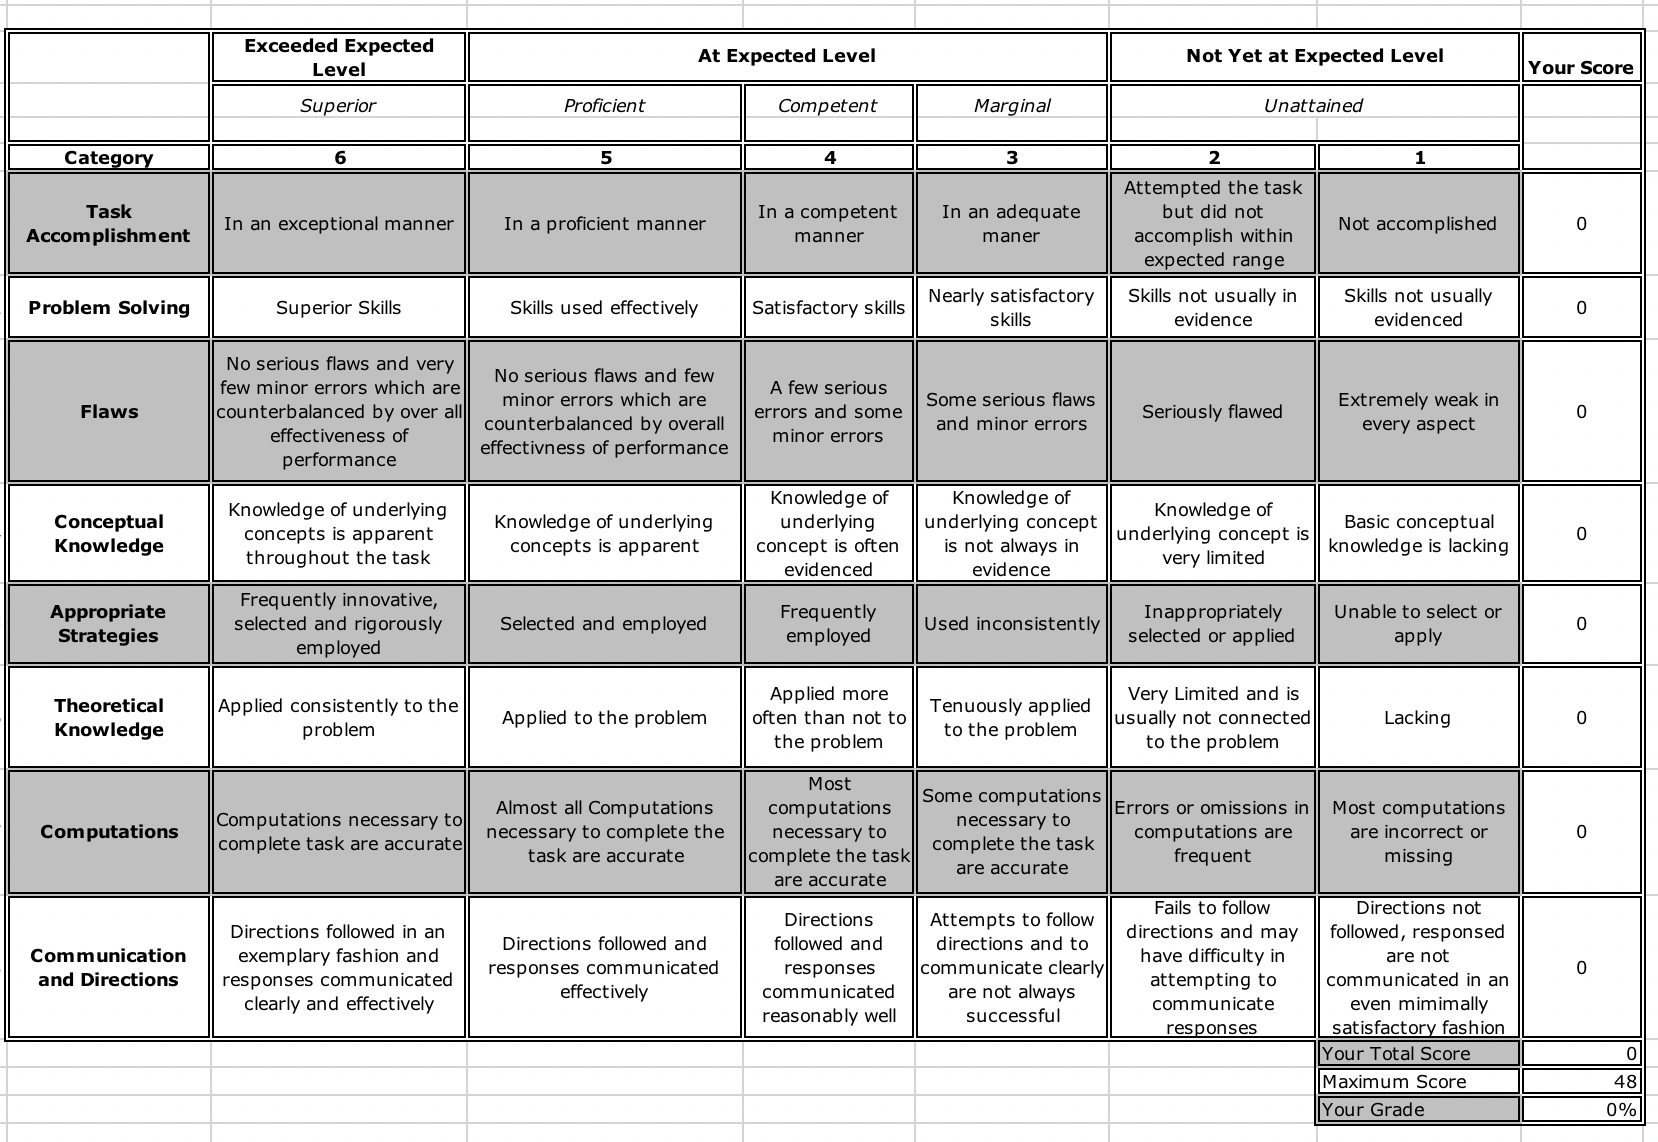 Exceeded Expected
Level
At Expected Level
Not Yet at Expected Level
Your Score
Superior
Proficient
Competent
Marginal
Unattained
Category
6
5
4
3
2
1
Task
Accomplishment
In an exceptional manner
In a proficient manner
In a competent
manner
In an adequate
maner
Attempted the task
but did not
accomplish within
expected range
Not accomplished
0
Problem Solving
Superior Skills
Skills used effectively
Satisfactory skills
Nearly satisfactory
skills
Skills not usually in
evidence
Skills not usually
evidenced
0
Flaws
No serious flaws and very
few minor errors which are
counterbalanced by over all
effectiveness of
performance
No serious flaws and few
minor errors which are
counterbalanced by overall
effectivness of performance
A few serious
errors and some
minor errors
Some serious flaws
and minor errors
Seriously flawed
Extremely weak in
every aspect
0
Conceptual
Knowledge
Knowledge of underlying
concepts is apparent
throughout the task
Knowledge of underlying
concepts is apparent
Knowledge of
underlying
concept is often
evidenced
Knowledge of
underlying concept
is not always in
evidence
Knowledge of
underlying concept is
very limited
Basic conceptual
knowledge is lacking
0
Appropriate
Strategies
Frequently innovative,
selected and rigorously
employed
Selected and employed
Frequently
employed
Used inconsistently
Inappropriately
selected or applied
Unable to select or
apply
0
Theoretical
Knowledge
Applied consistently to the
problem
Applied to the problem
Applied more
often than not to
the problem
Tenuously applied
to the problem
Very Limited and is
usually not connected
to the problem
Lacking
0
Computations
Computations necessary to
complete task are accurate
Almost all Computations
necessary to complete the
task are accurate
Most
computations
necessary to
complete the task
are accurate
Some computations
necessary to
complete the task
are accurate
Errors or omissions in
computations are
frequent
Most computations
are incorrect or
missing
0
Communication
and Directions
Directions followed in an
exemplary fashion and
responses communicated
clearly and effectively
Directions followed and
responses communicated
effectively
Directions
followed and
responses
communicated
reasonably well
Attempts to follow
directions and to
communicate clearly
are not always
successful
Fails to follow
directions and may
have difficulty in
attempting to
communicate
responses
Directions not
followed, responsed
are not
communicated in an
even mimimally
satisfactory fashion
0
Your Total Score
0
Maximum Score
48
Your Grade
0%